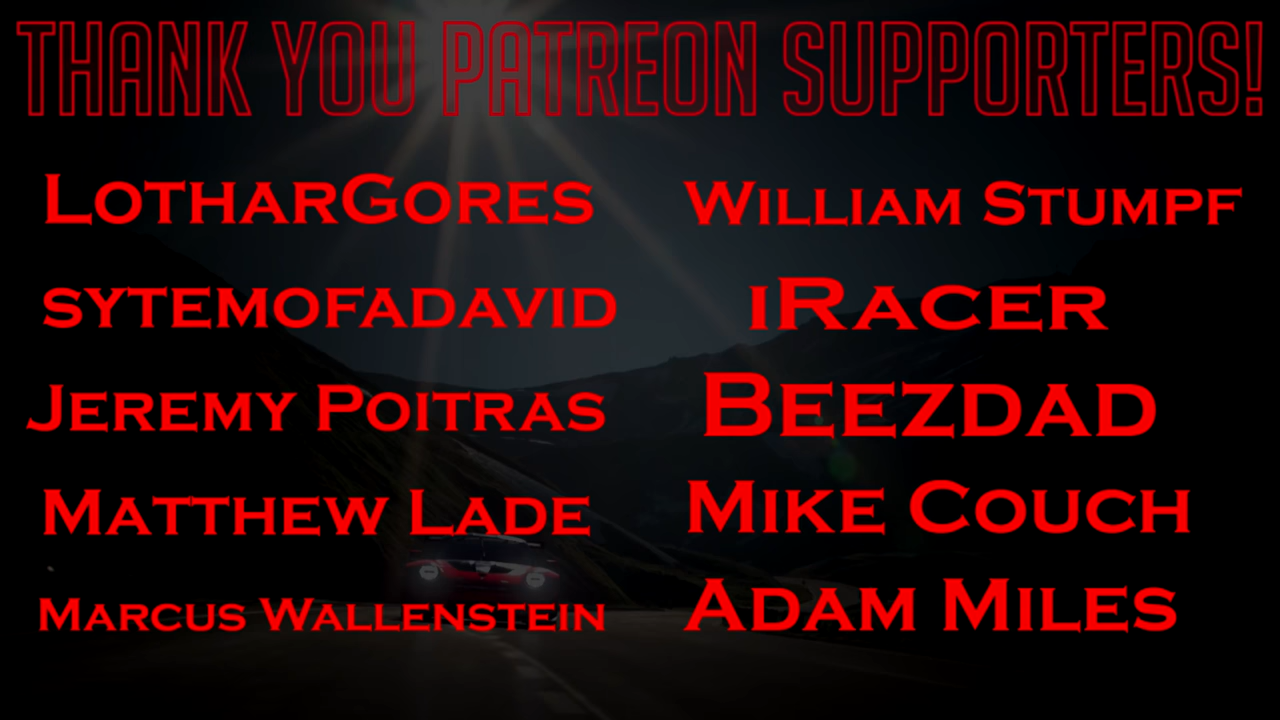 THANK YOU PATREON SUPPORTERS!
LotharGores
sytemofadavid
Jeremy Poitras
Matthew Lade
Marcus Wallenstein
William Stumpf
iRacer
Beezdad
Mike Couch
Adam Miles